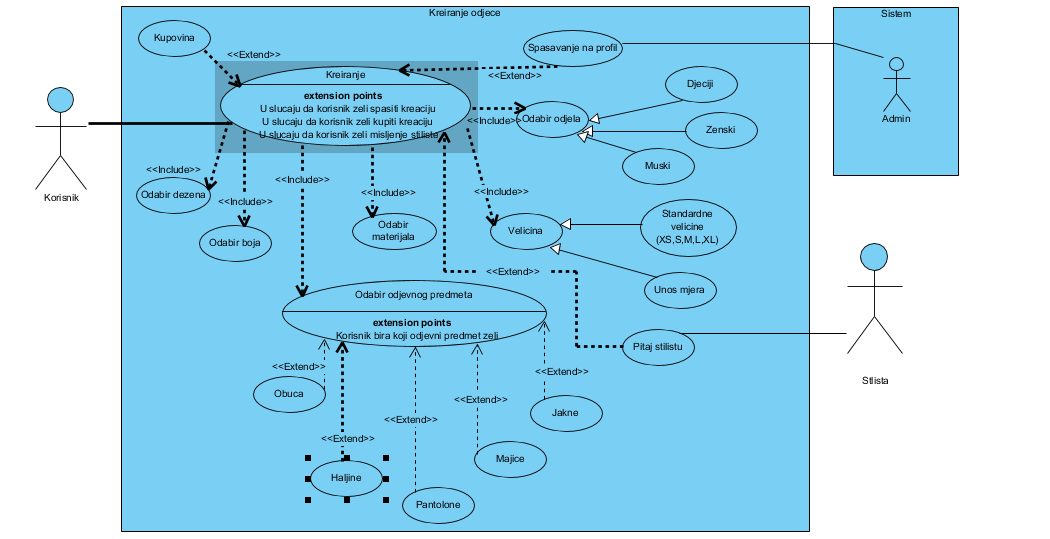 Kreiranje odjece
Sistem
Kupovina
<<Extend>>
Spasavanje na profil
<<Extend>>
Kreiranje
extension points
U slucaju da korisnik zeli spasiti kreaciju
U slucaju da korisnik zeli kupiti kreaciju
U slucaju da korisnik zeli misljenje stiliste
<<Include>>
Odabir odjela
Djeciji
Zenski
Muski
Admin
Korisnik
<<Include>>
Odabir dezena
<<Include>>
Odabir boja
<<Include>>
<<Include>>
Odabir
materijala
<<Include>>
Velicina
Standardne
velicine
(XS,S,M,L,XL)
Unos mjera
<<Extend>>
Odabir odjevnog predmeta
extension points
Korisnik bira koji odjevni predmet zeli
Pitaj stilistu
Stlista
<<Extend>>
Obuca
<<Extend>>
Haljine
<<Extend>>
Pantolone
<<Extend>>
Majice
<<Extend>>
Jakne